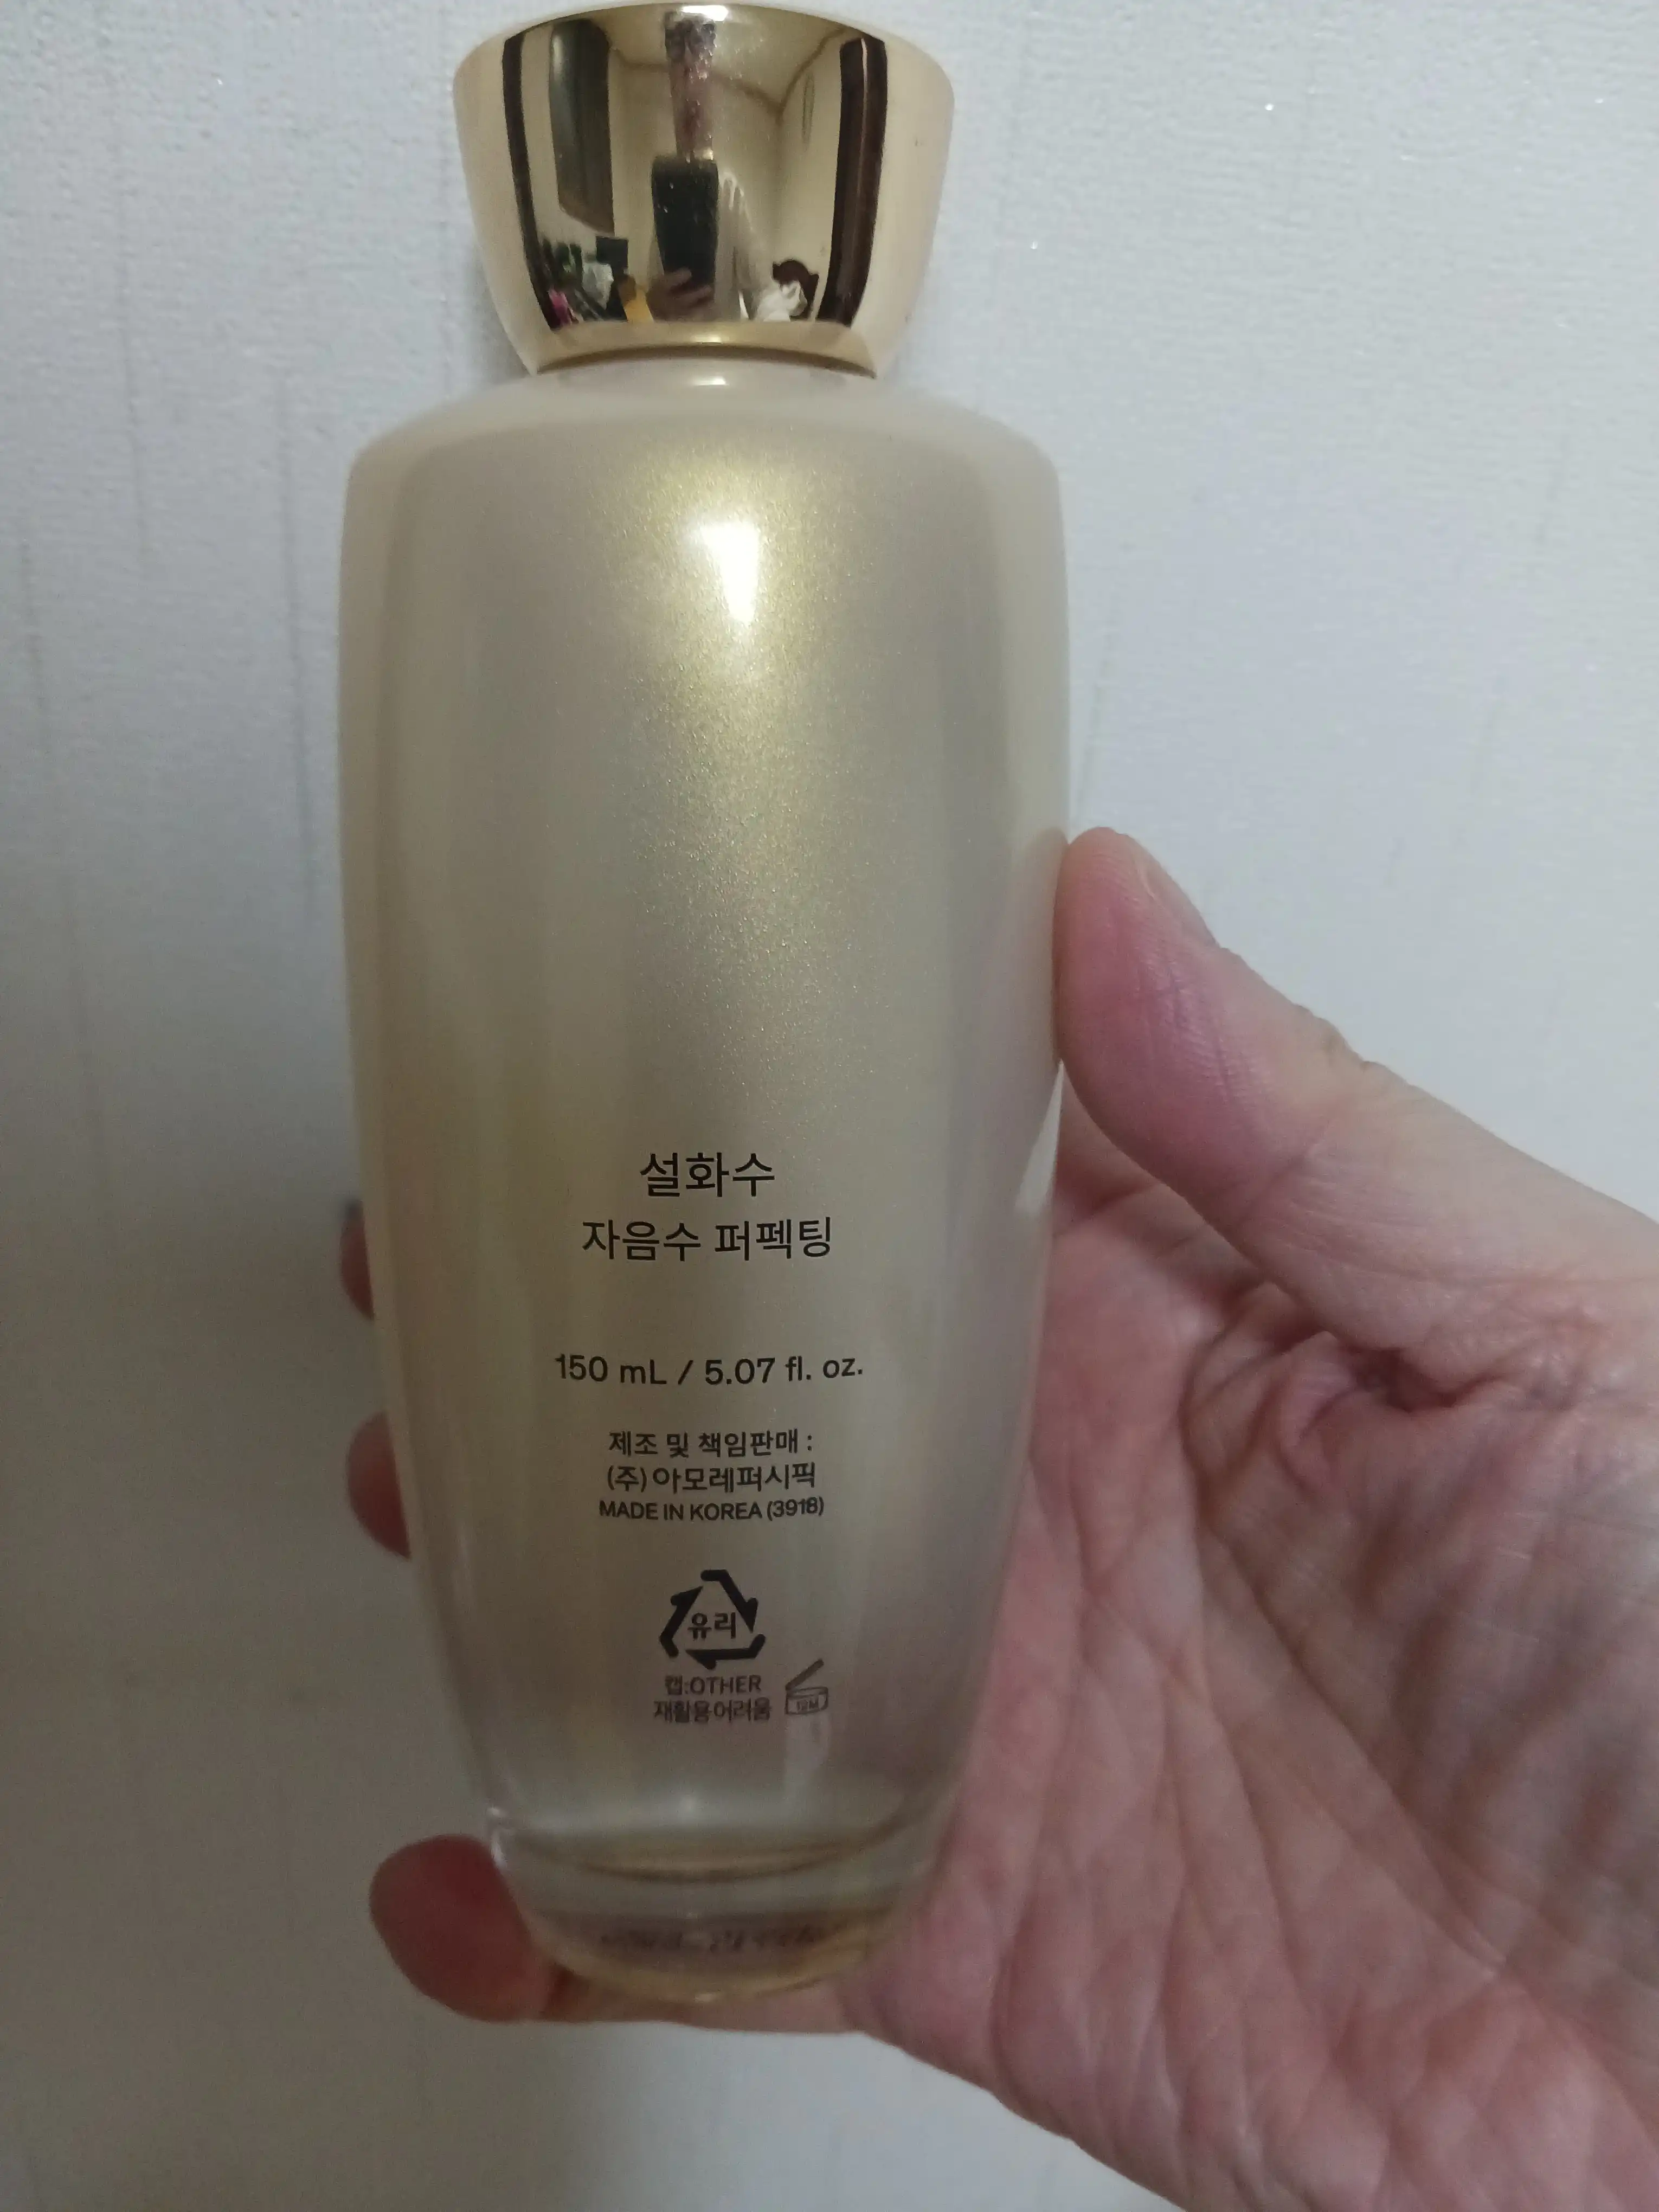 설화수
자음수 퍼펙팅
150 mL / 5.07 fl. oz.
제조 및 책임판매 :
(주)아모레퍼시픽
MADE IN KOREA (3918)
유리
캡:OTHER
재활용어려움
12M